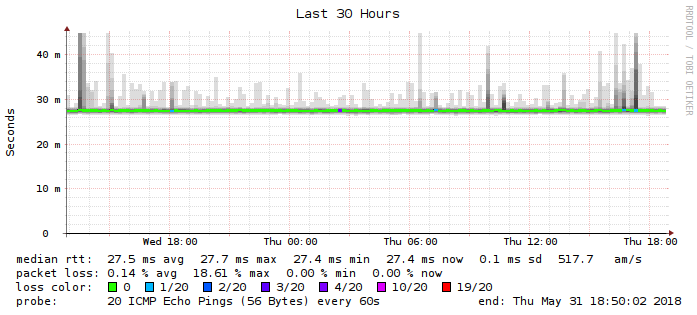 Last 30 Hours
RRDTOOL / TOBI OETIKER
Seconds
40 m
30 m
20 m
10 m
0
Wed 18:00 Thu 00:00 Thu 06:00 Thu 12:00 Thu 18:00
median rtt: 27.5 ms avg 27.7 ms max 27.4 ms min 27.4 ms now 0.1 ms sd 517.7 am/s
packet loss: 0.14 % avg 18.61 % max 0.00 % min 0.00 % now
loss color: 0 1/20 2/20 3/20 4/20 10/20 19/20
probe: 20 ICMP Echo Pings (56 Bytes) every 60s end: Thu May 31 18:50:02 2018